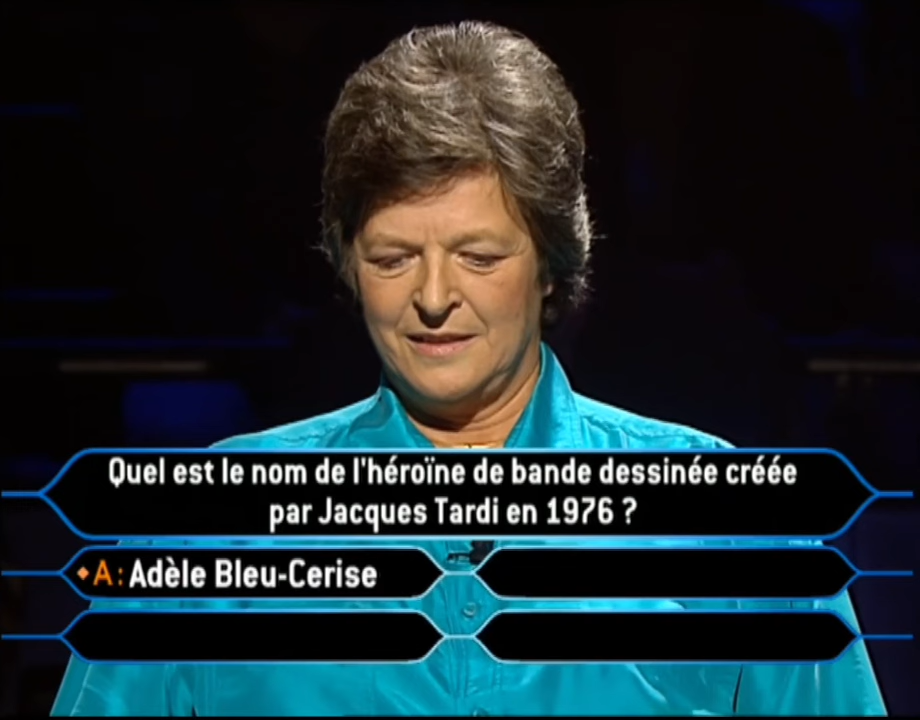 Quel est le nom de l'héroïne de bande dessinée créée
par Jacques Tardi en 1976 ?
A: Adèle Bleu-Cerise